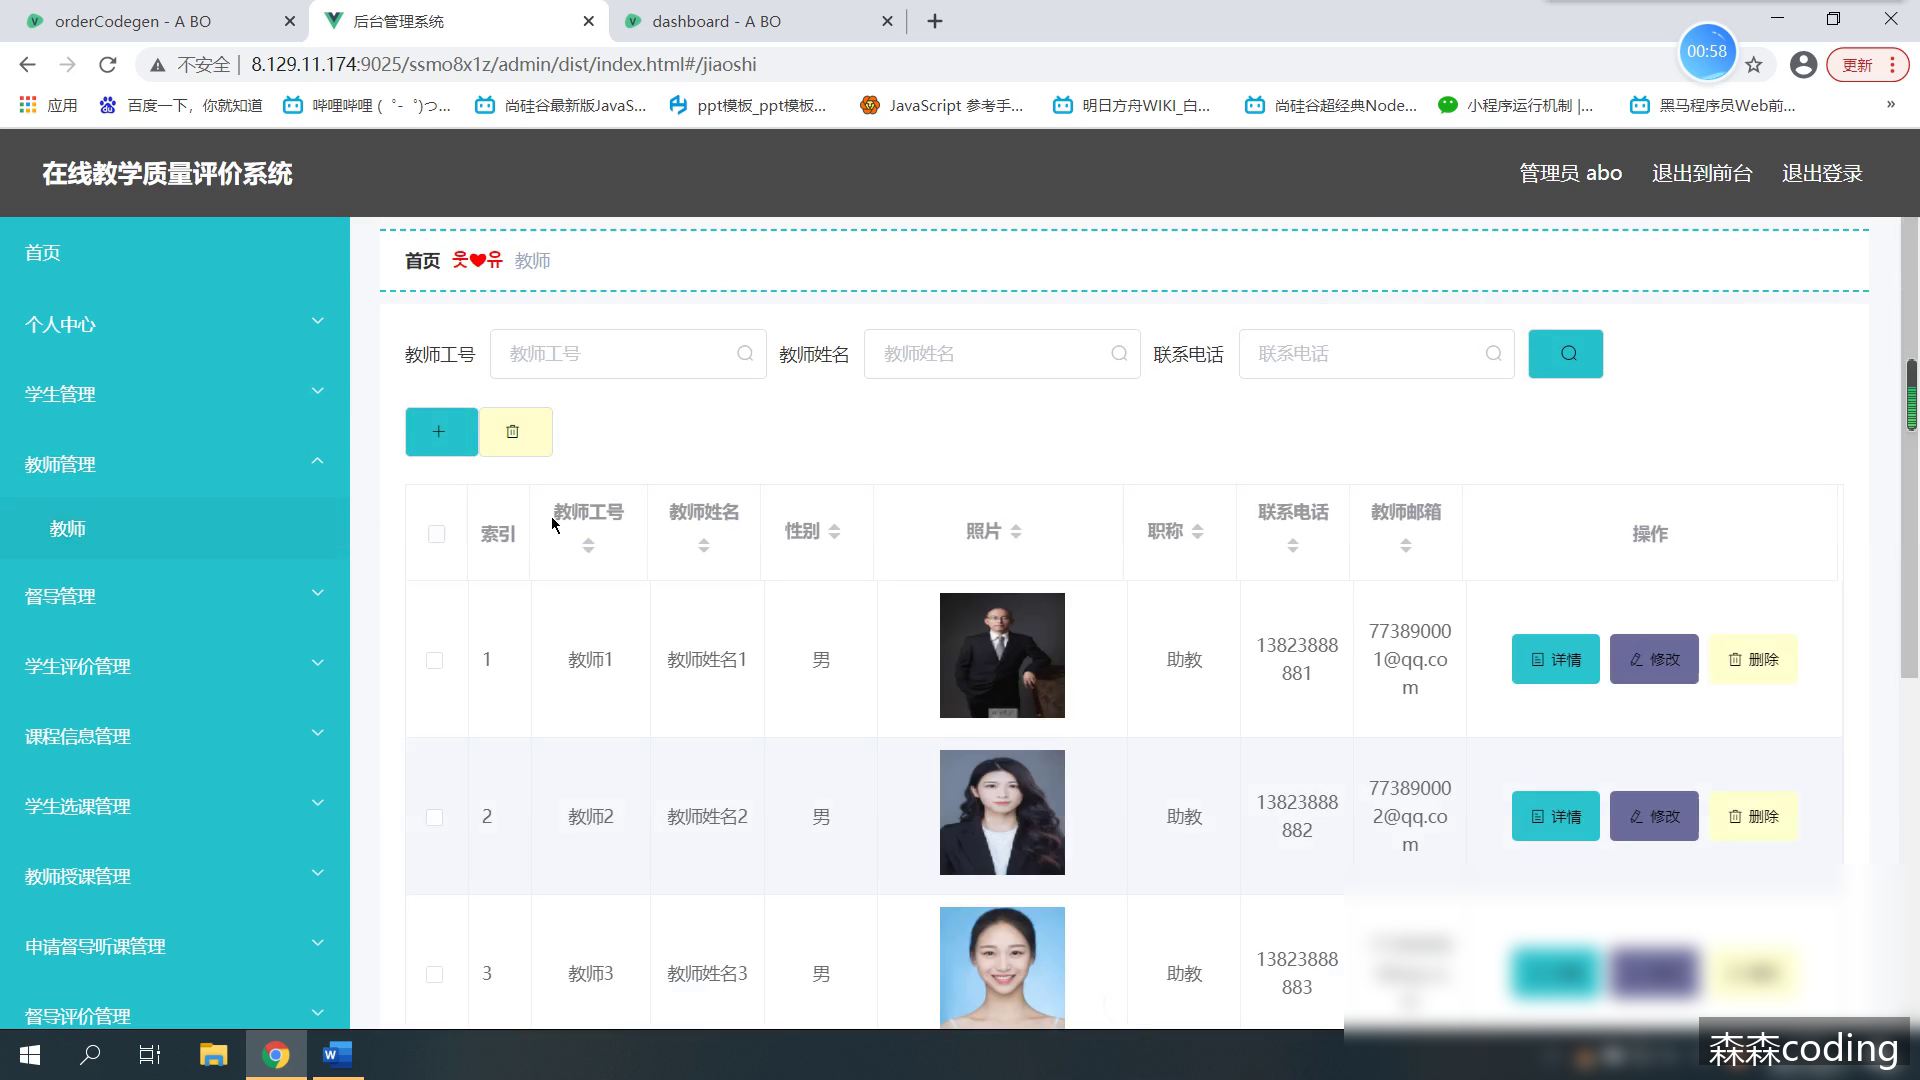 orderCodegen - A BO
后台管理系统
dashboard - A BO
不安全
8.129.11.174:9025/ssmo8x1z/admin/dist/index.html#/jiaoshi
00:58
更新
应用
百度一下，你就知道
哔哩哔哩 ( ゜- ゜)つ...
尚硅谷最新版JavaS...
ppt模板_ppt模板...
JavaScript 参考手...
明日方舟WIKI_白...
尚硅谷超经典Node...
小程序运行机制 |...
黑马程序员Web前...
»
在线教学质量评价系统
管理员 abo
退出到前台
退出登录
首页
个人中心
学生管理
教师管理
教师
督导管理
学生评价管理
课程信息管理
学生选课管理
教师授课管理
申请督导听课管理
督导评价管理
首页 웃❤유 教师
教师工号 教师工号 教师姓名 教师姓名 联系电话 联系电话
索引 教师工号 教师姓名 性别 照片 职称 联系电话 教师邮箱 操作
1 教师1 教师姓名1 男 助教
13823888
881
77389000
1@qq.co
m
详情 修改 删除
2 教师2 教师姓名2 男 助教
13823888
882
77389000
2@qq.co
m
详情 修改 删除
3 教师3 教师姓名3 男 助教
13823888
883
森森coding